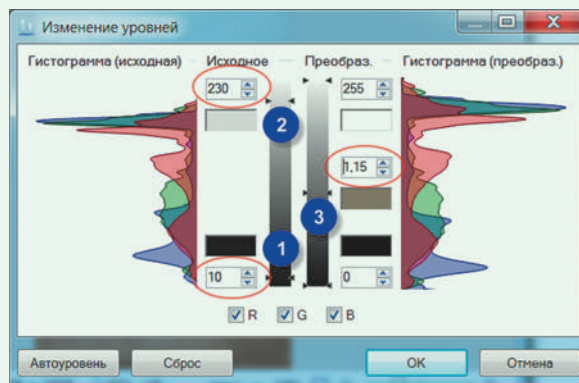 Изменение уровней
Гистограмма (исходная) Исходное Преобраз. Гистограмма (преобраз.)
230 255
2
1,15
3
1
10 0
R G B
Автоуровень Сброс OK Отмена